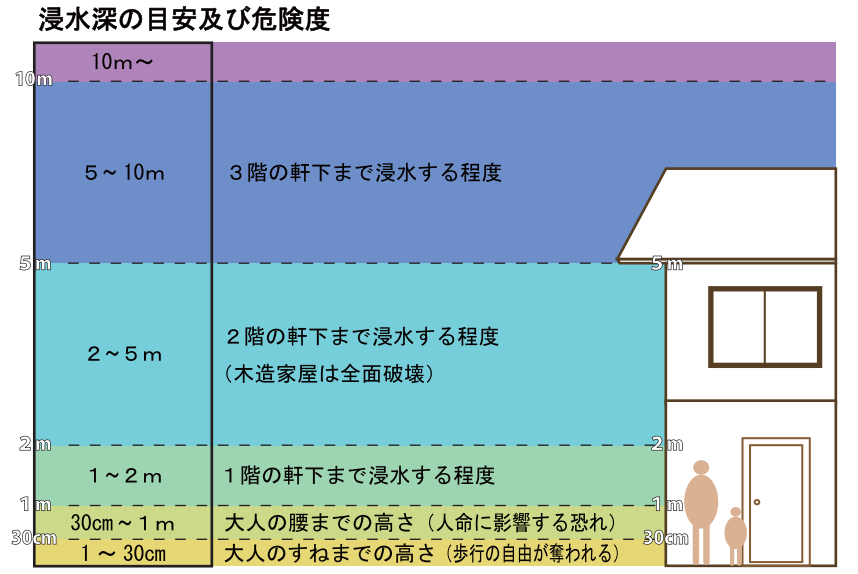 浸水深の目安及び危険度
10m～
10m
5～10m
3階の軒下まで浸水する程度
5m
5m
2～5m
2階の軒下まで浸水する程度
（木造家屋は全面破壊）
2m
2m
1～2m
1階の軒下まで浸水する程度
1m
1m
30cm～1m
大人の腰までの高さ（人命に影響する恐れ）
30cm
30cm
1～30cm
大人のすねまでの高さ（歩行の自由が奪われる）